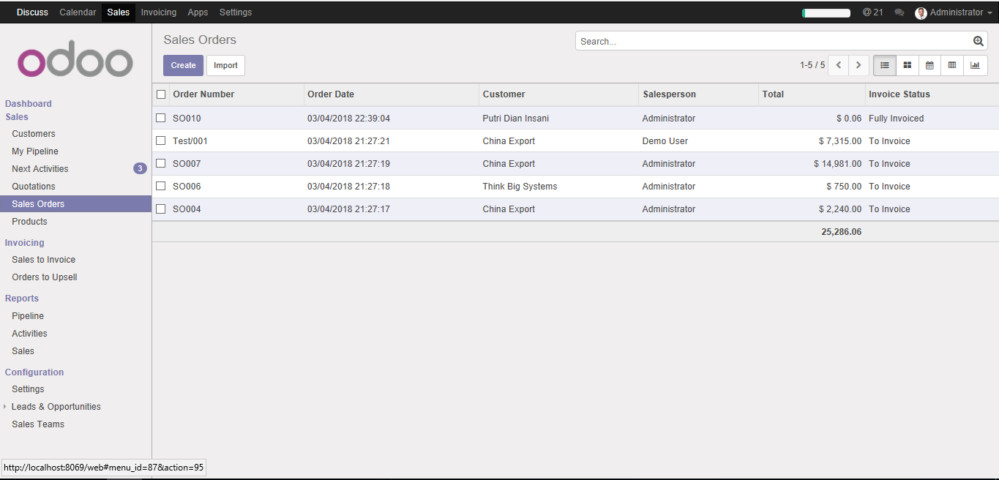 Discuss Calendar Sales Invoicing Apps Settings @ 21 Administrator
odoo
Dashboard
Sales
Customers
My Pipeline
Next Activities 3
Quotations
Sales Orders
Products
Invoicing
Sales to Invoice
Orders to Upsell
Reports
Pipeline
Activities
Sales
Configuration
Settings
Leads & Opportunities
Sales Teams
Sales Orders
Search...
Create Import 1-5 / 5
Order Number Order Date Customer Salesperson Total Invoice Status
SO010 03/04/2018 22:39:04 Putri Dian Insani Administrator $ 0.06 Fully Invoiced
Test/001 03/04/2018 21:27:21 China Export Demo User $ 7,315.00 To Invoice
SO007 03/04/2018 21:27:19 China Export Administrator $ 14,981.00 To Invoice
SO006 03/04/2018 21:27:18 Think Big Systems Administrator $ 750.00 To Invoice
SO004 03/04/2018 21:27:17 China Export Administrator $ 2,240.00 To Invoice
25,286.06
http://localhost:8069/web#menu_id=87&action=95